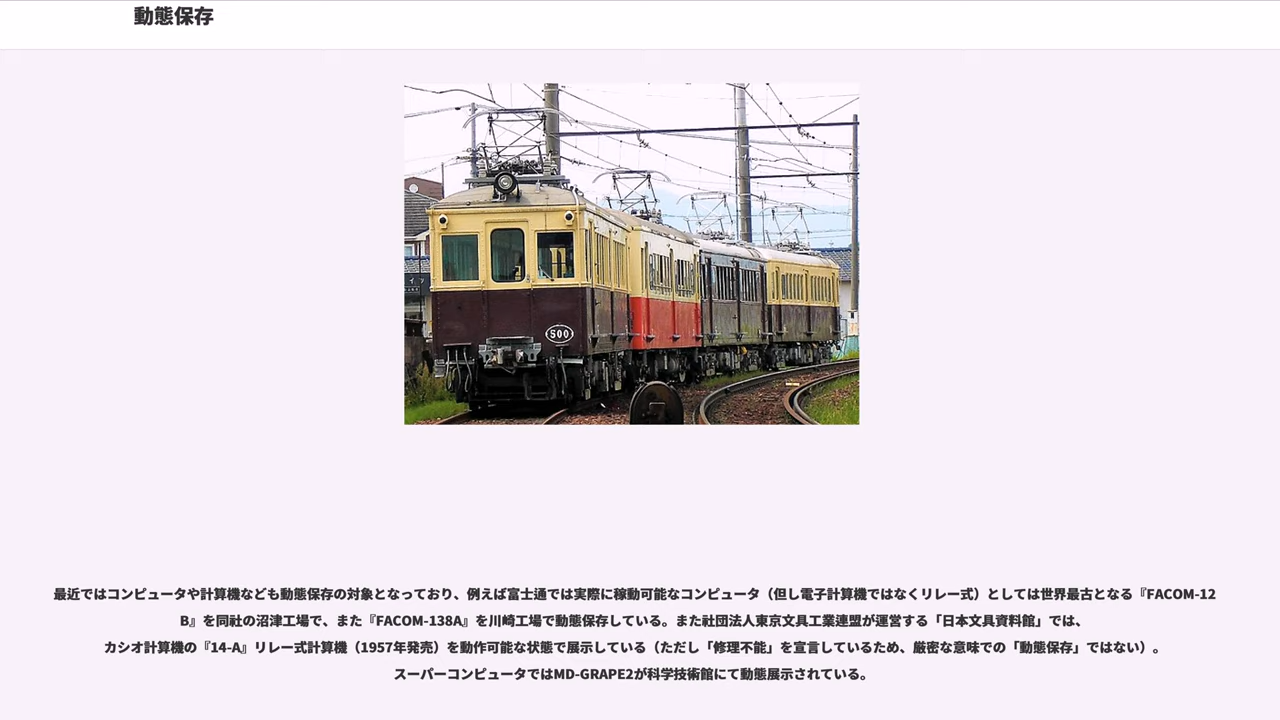 動態保存
500
最近ではコンピュータや計算機なども動態保存の対象となっており、例えば富士通では実際に稼動可能なコンピュータ（但し電子計算機ではなくリレー式）としては世界最古となる『FACOM-12
B』を同社の沼津工場で、また『FACOM-138A』を川崎工場で動態保存している。また社団法人東京文具工業連盟が運営する「日本文具資料館」では、
カシオ計算機の『14-A』リレー式計算機（1957年発売）を動作可能な状態で展示している（ただし「修理不能」を宣言しているため、厳密な意味での「動態保存」ではない）。
スーパーコンピュータではMD-GRAPE2が科学技術館にて動態展示されている。